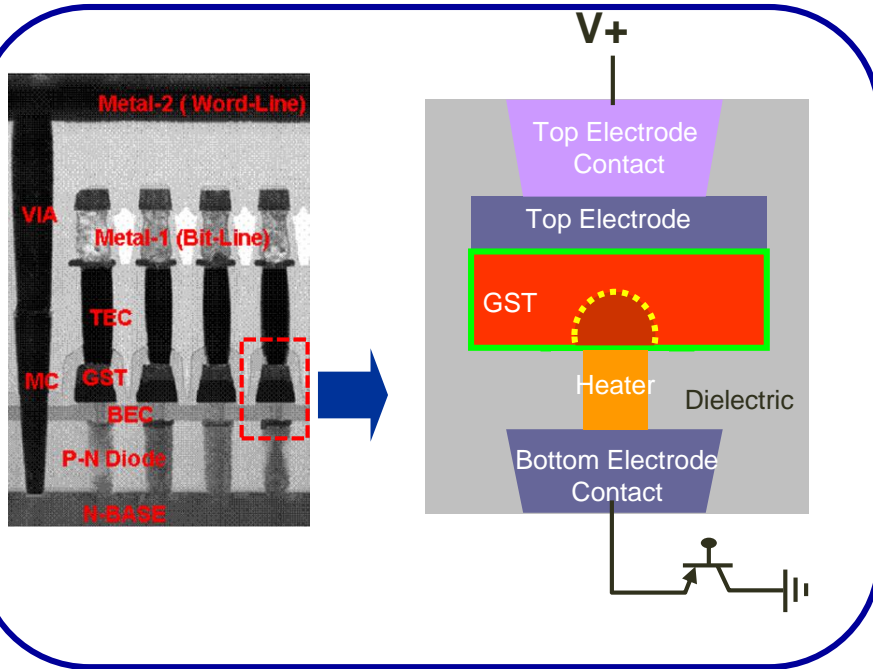 Metal-2 ( Word-Line)
VIA
Metal-1 (Bit-Line)
TEC
MC
GST
BEC
P-N Diode
N-BASE
V+
Top Electrode
Contact
Top Electrode
GST
Heater
Dielectric
Bottom Electrode
Contact